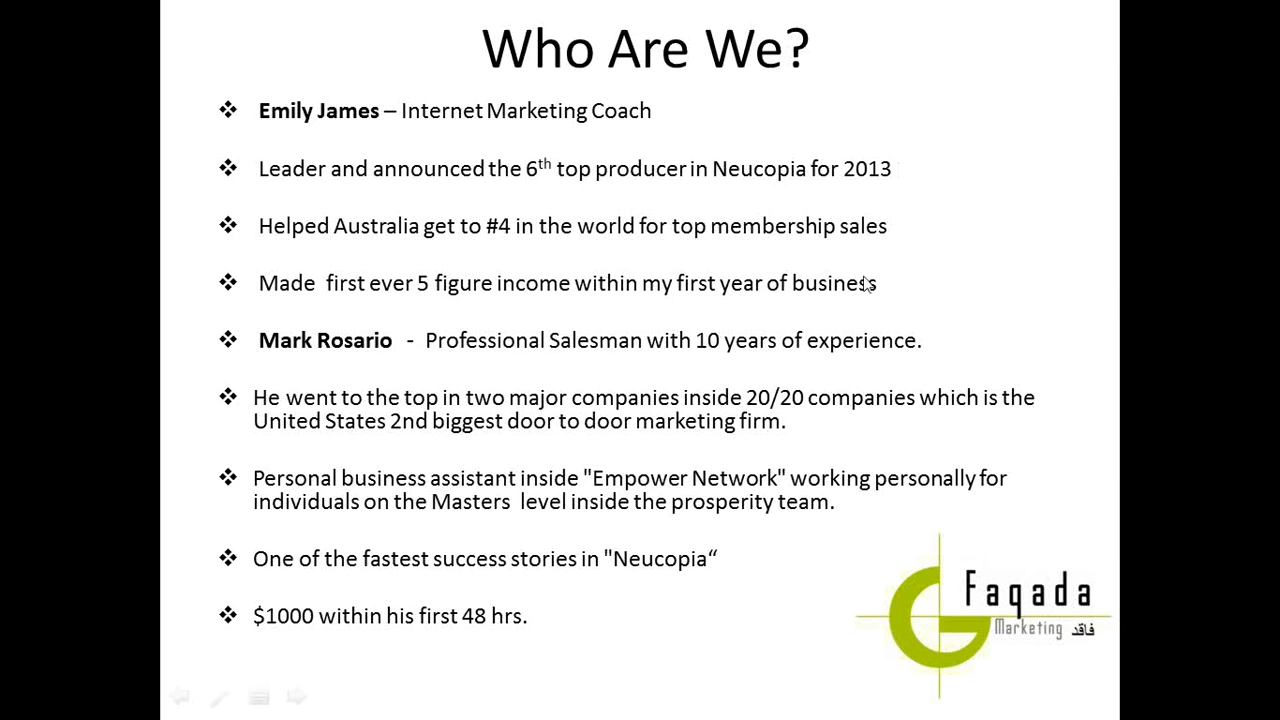 Who Are We?
❖ Emily James – Internet Marketing Coach
❖ Leader and announced the 6th top producer in Neucopia for 2013
❖ Helped Australia get to #4 in the world for top membership sales
❖ Made  first ever 5 figure income within my first year of business
❖ Mark Rosario  -  Professional Salesman with 10 years of experience.
❖ He went to the top in two major companies inside 20/20 companies which is the
United States 2nd biggest door to door marketing firm.
❖ Personal business assistant inside "Empower Network" working personally for
individuals on the Masters  level inside the prosperity team.
❖ One of the fastest success stories in "Neucopia“
❖ $1000 within his first 48 hrs.
Faqada
Marketing فاقد